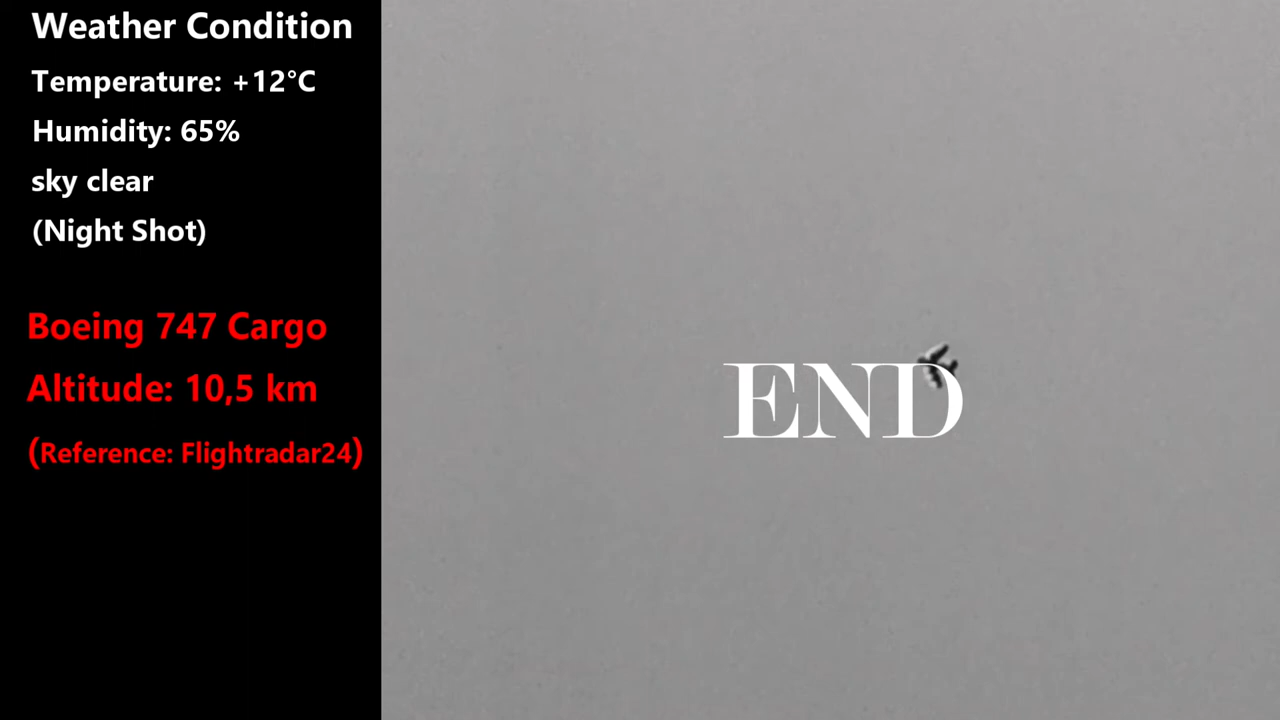 Weather Condition
Temperature: +12°C
Humidity: 65%
sky clear
(Night Shot)
Boeing 747 Cargo
Altitude: 10,5 km
(Reference: Flightradar24)
END